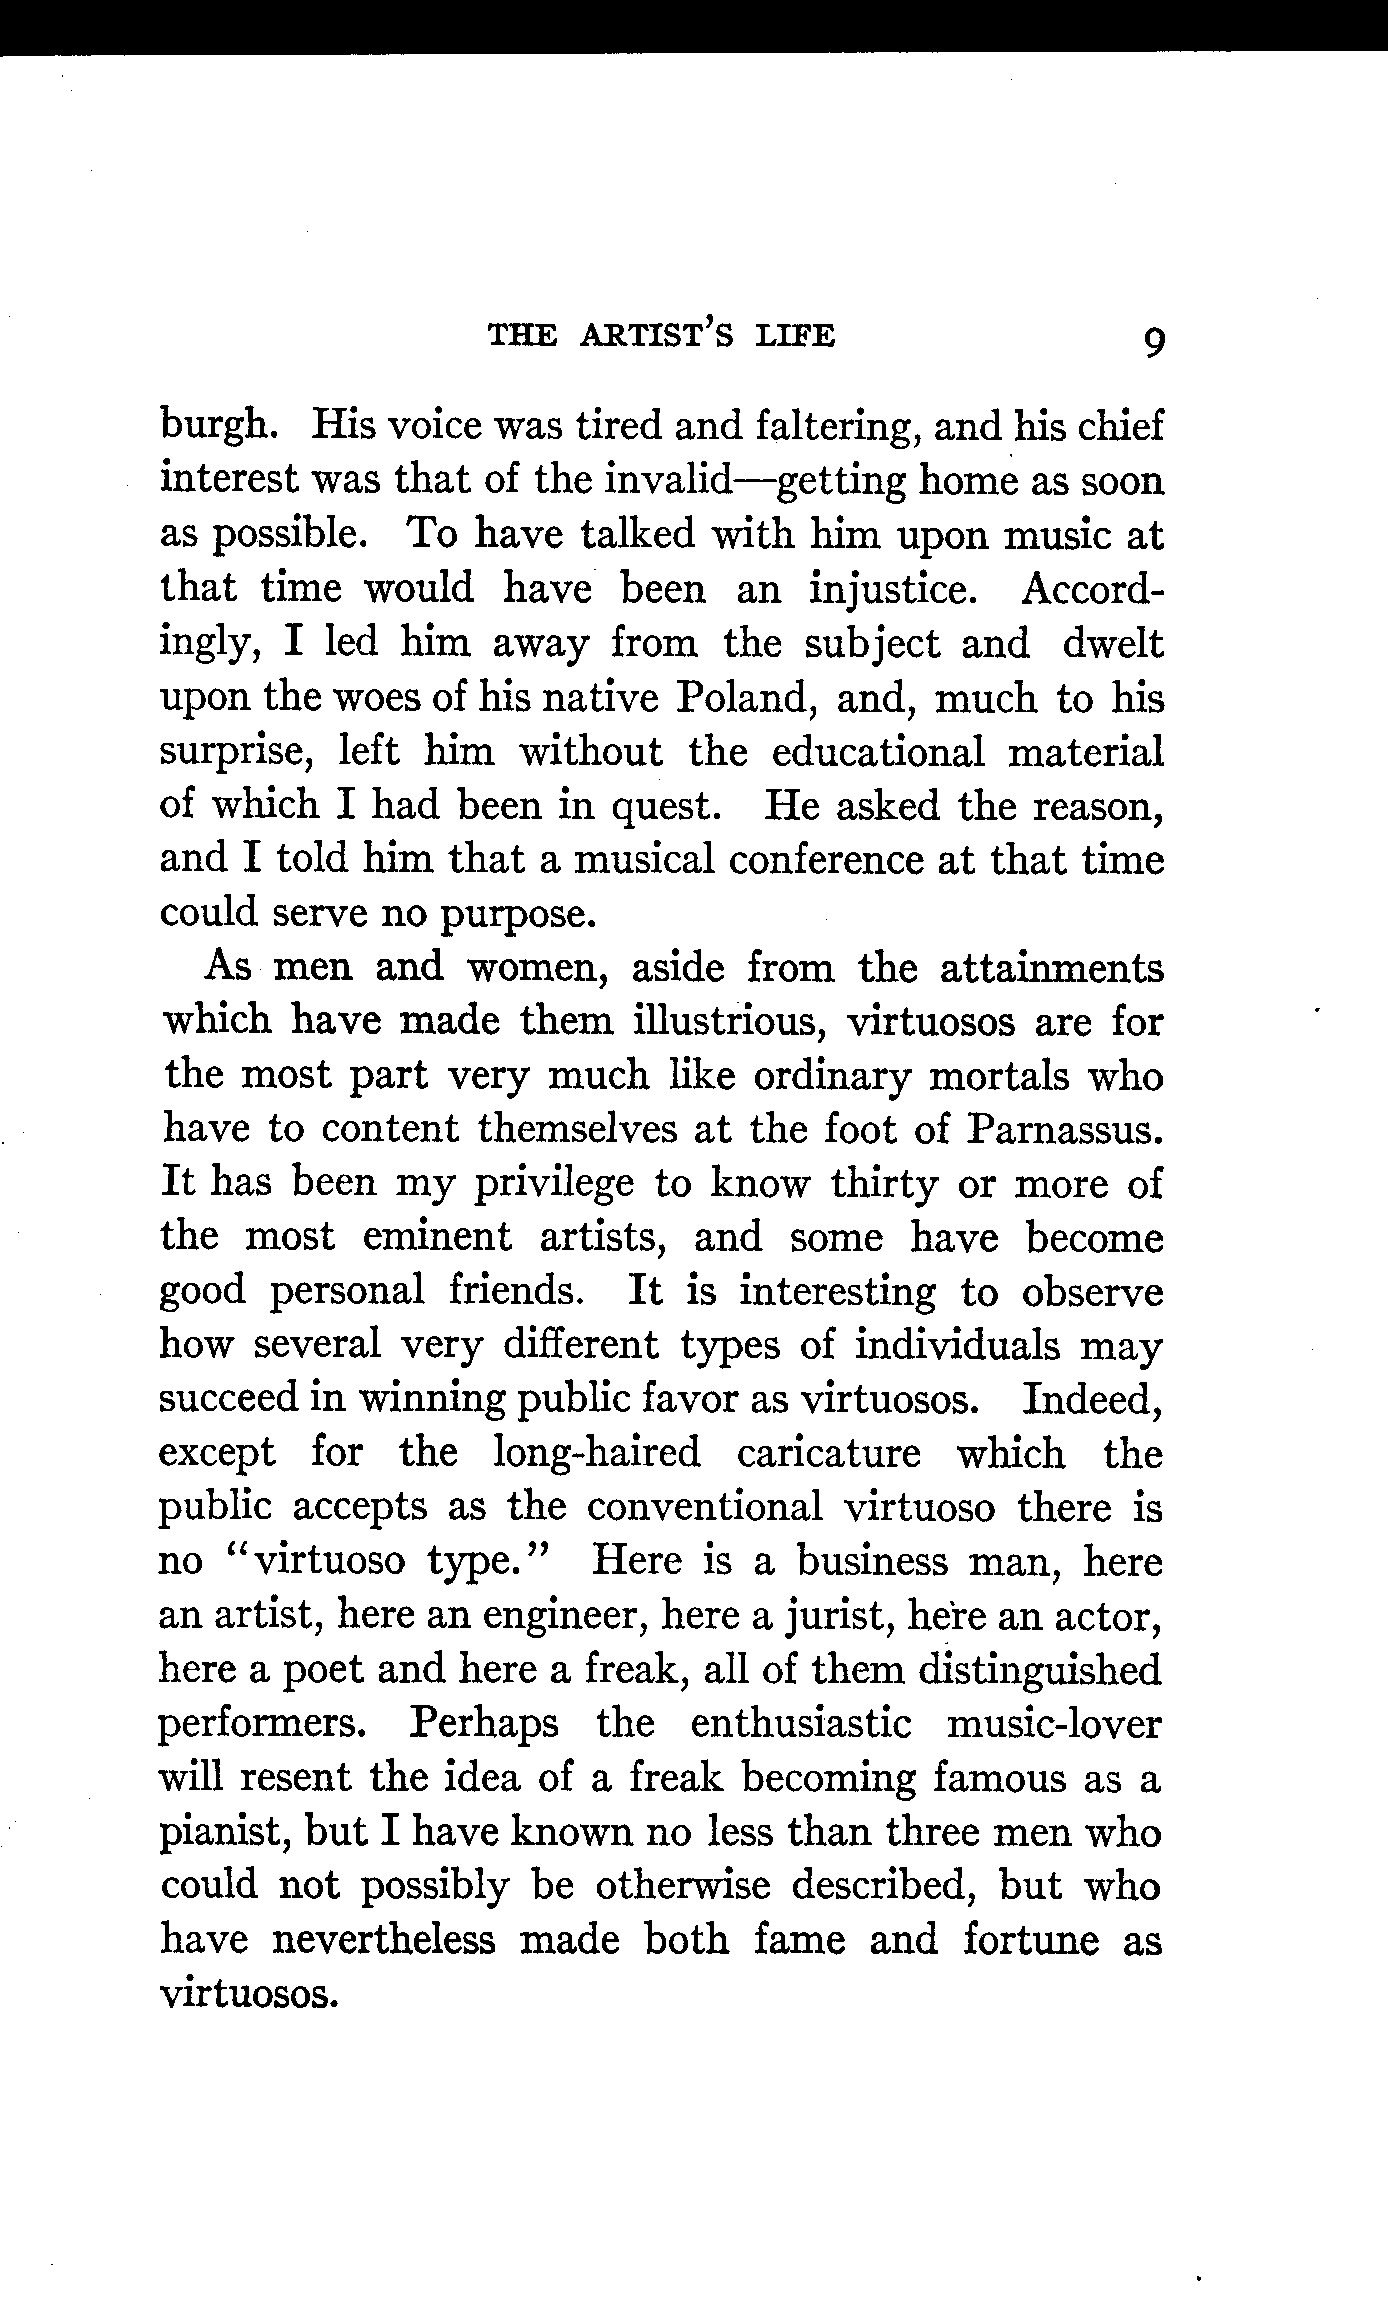 THE ARTIST'S LIFE 9
burgh. His voice was tired and faltering, and his chief
interest was that of the invalid—getting home as soon
as possible. To have talked with him upon music at
that time would have been an injustice. Accord-
ingly, I led him away from the subject and dwelt
upon the woes of his native Poland, and, much to his
surprise, left him without the educational material
of which I had been in quest. He asked the reason,
and I told him that a musical conference at that time
could serve no purpose.
As men and women, aside from the attainments
which have made them illustrious, virtuosos are for
the most part very much like ordinary mortals who
have to content themselves at the foot of Parnassus.
It has been my privilege to know thirty or more of
the most eminent artists, and some have become
good personal friends. It is interesting to observe
how several very different types of individuals may
succeed in winning public favor as virtuosos. Indeed,
except for the long-haired caricature which the
public accepts as the conventional virtuoso there is
no "virtuoso type." Here is a business man, here
an artist, here an engineer, here a jurist, here an actor,
here a poet and here a freak, all of them distinguished
performers. Perhaps the enthusiastic music-lover
will resent the idea of a freak becoming famous as a
pianist, but I have known no less than three men who
could not possibly be otherwise described, but who
have nevertheless made both fame and fortune as
virtuosos.